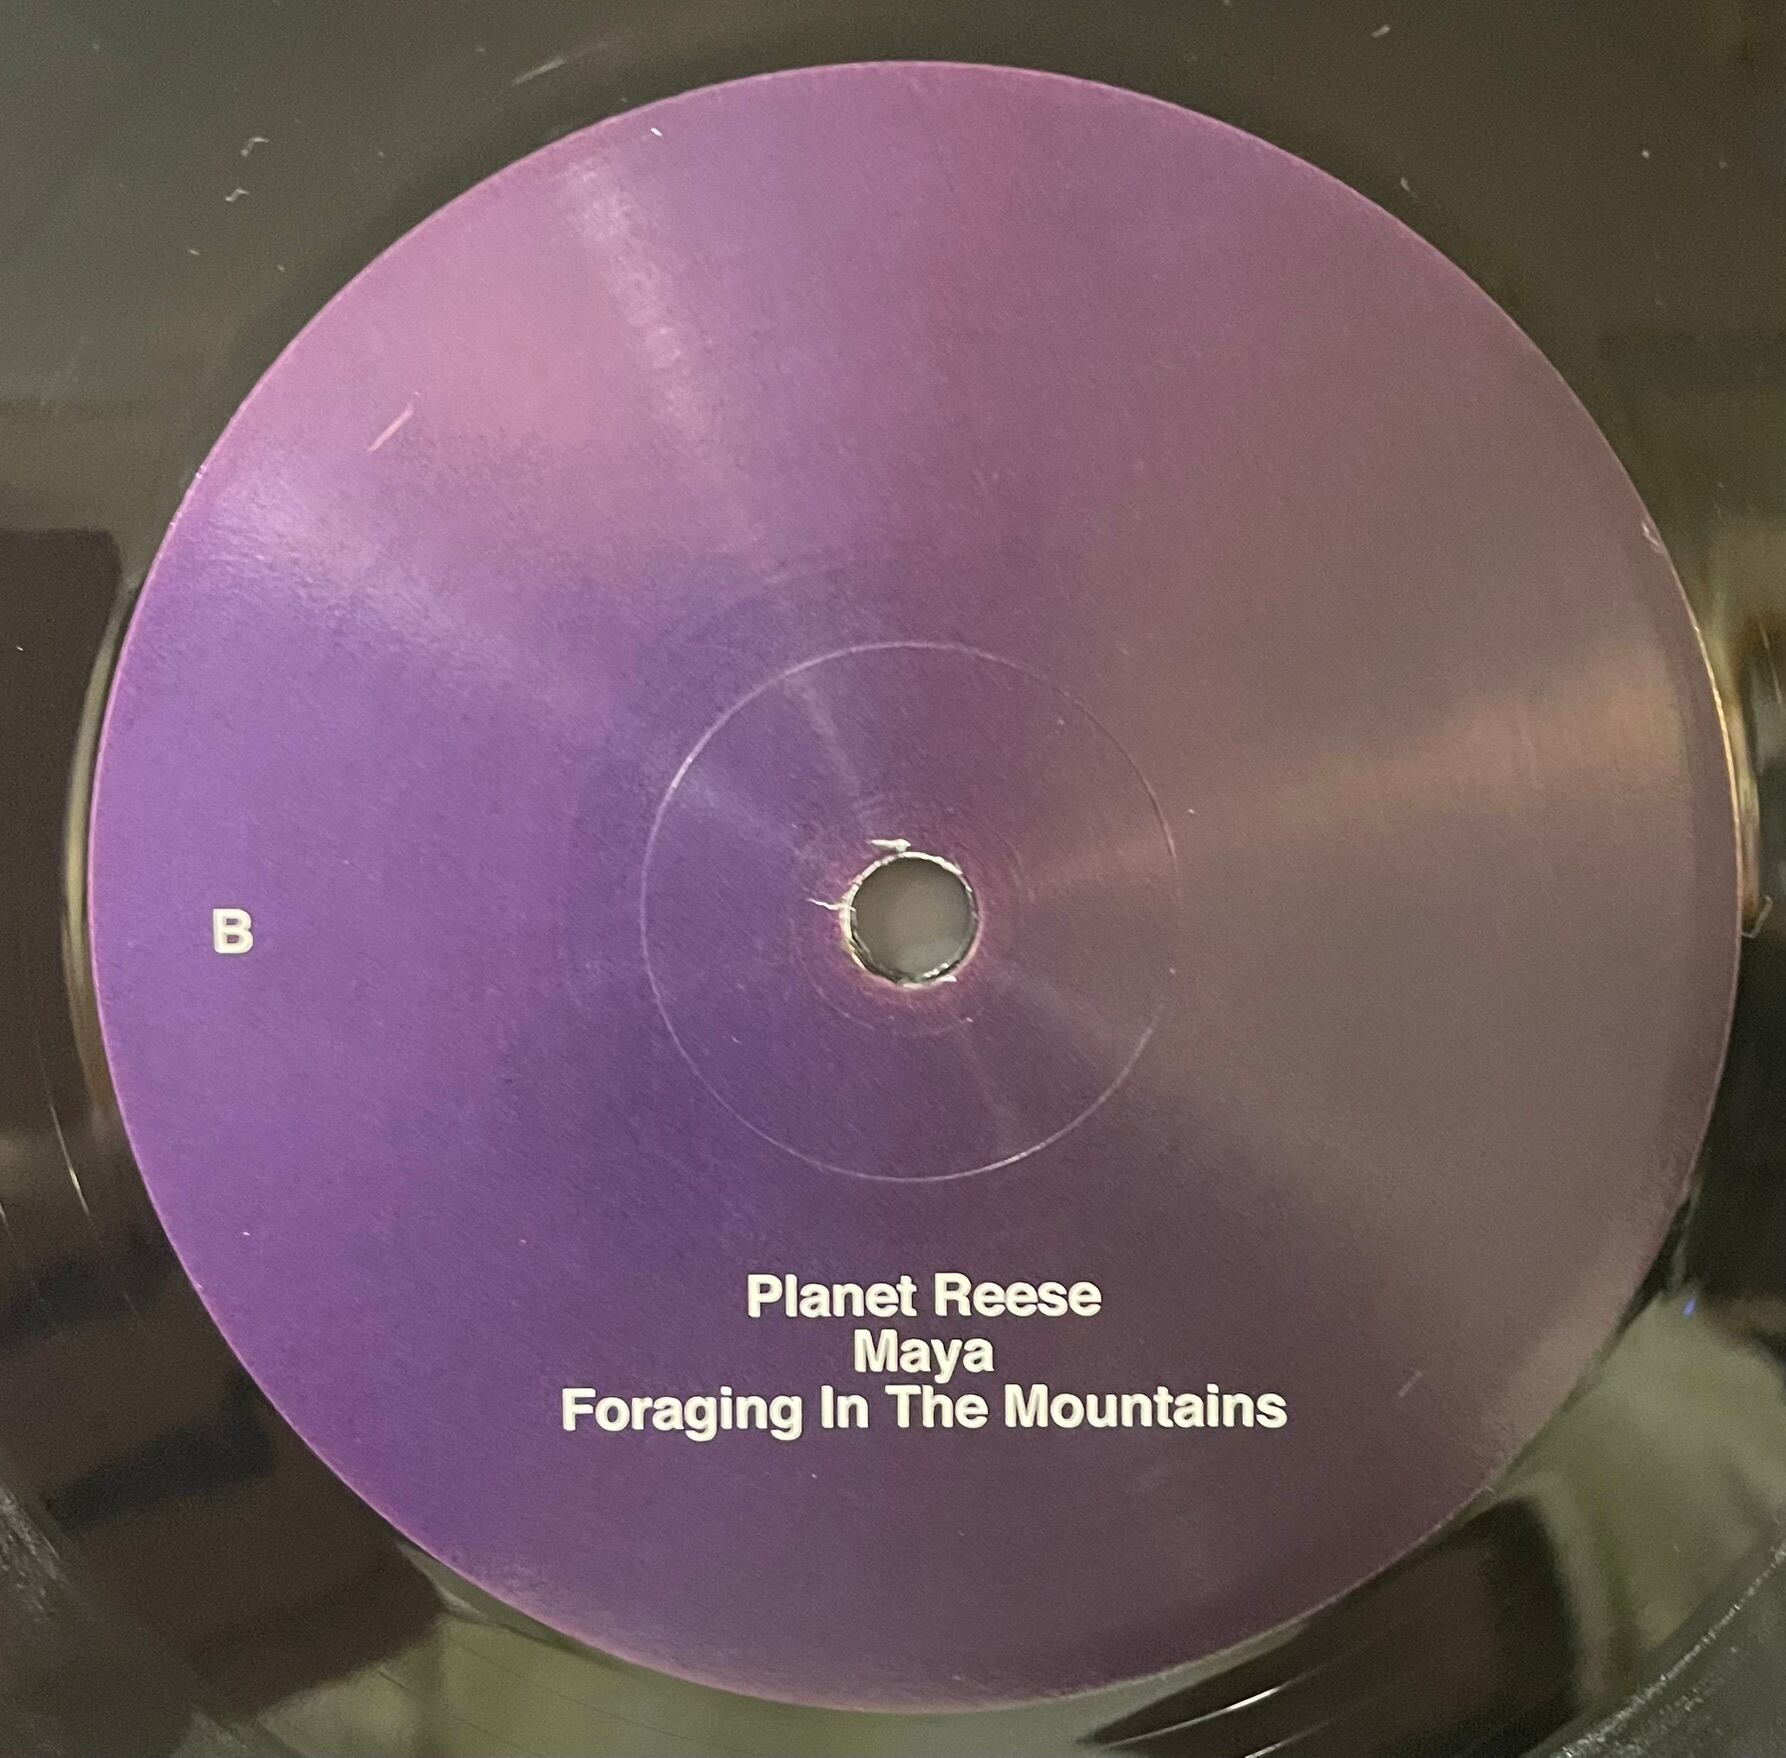 B
Planet Reese
Maya
Foraging In The Mountains